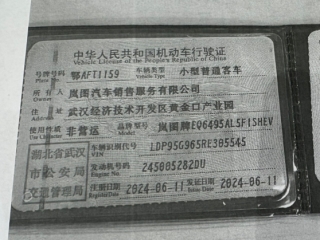 中华人民共和国机动车行驶证
Vehicle License of the People's Republic of China
号牌号码 鄂AFT1159 车辆类型 小型普通客车
Plate No. Vehicle Type
所有人 岚图汽车销售服务有限公司
Owner
住址 武汉经济技术开发区黄金口产业园
Address
使用性质 非营运 品牌型号 岚图牌EQ6495AL5F1SHEV
Use Character Model
湖北省武汉 车辆识别代号 LDP95G965RE305545
VIN
市公安局 发动机号码 245005282DU
Engine No.
交通管理局 注册日期 2024-06-11 发证日期 2024-06-11
Register Date Issue Date